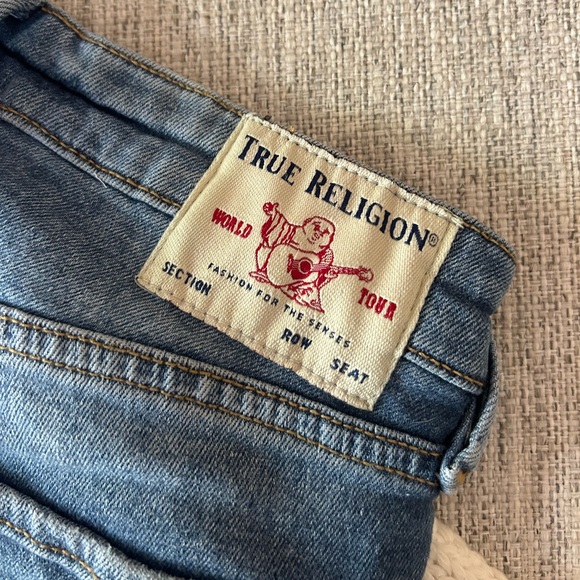 TRUE RELIGION®
WORLD TOUR
FASHION FOR THE SENSES
SECTION ROW SEAT